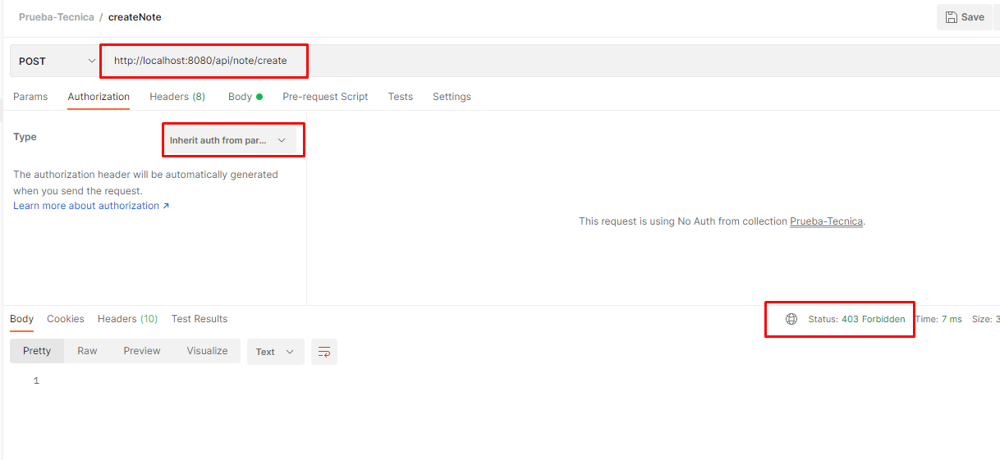 Prueba-Tecnica / createNote
Save
POST
http://localhost:8080/api/note/create
Params Authorization Headers (8) Body Pre-request Script Tests Settings
Type
Inherit auth from par...
The authorization header will be automatically generated
when you send the request.
Learn more about authorization ↗
This request is using No Auth from collection Prueba-Tecnica.
Body Cookies Headers (10) Test Results
Status: 403 Forbidden Time: 7 ms Size: 3
Pretty Raw Preview Visualize Text
1